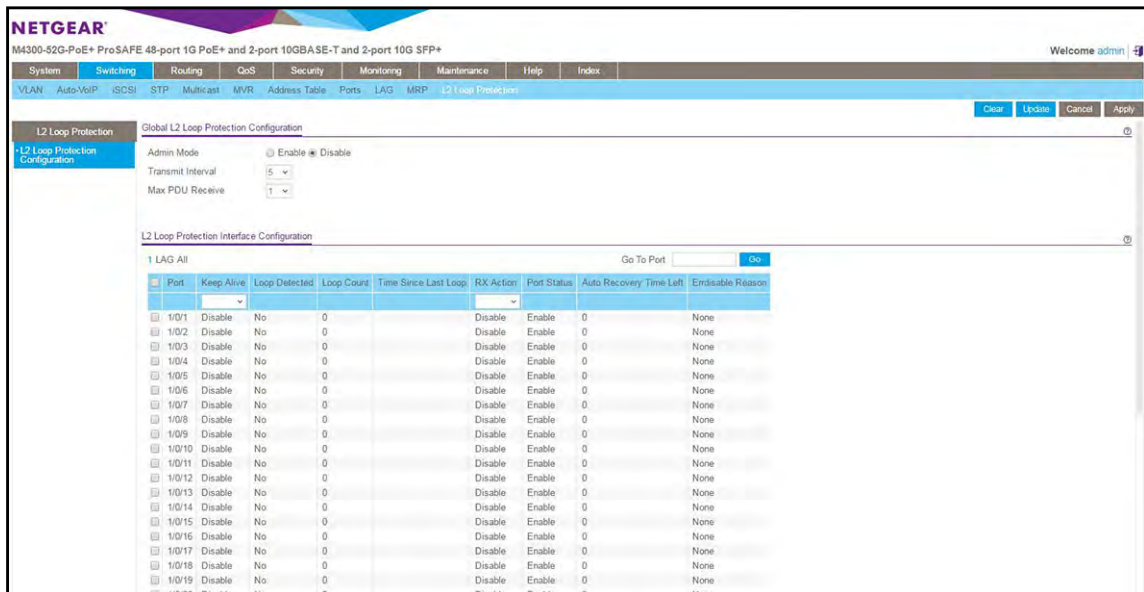 NETGEAR®
M4300-52G-PoE+ ProSAFE 48-port 1G PoE+ and 2-port 10GBASE-T and 2-port 10G SFP+
Welcome admin
System Switching Routing QoS Security Monitoring Maintenance Help Index
VLAN Auto-VoIP iSCSI STP Multicast MVR Address Table Ports LAG MRP L2 Loop Protection
Clear Update Cancel Apply
L2 Loop Protection
L2 Loop Protection Configuration
Global L2 Loop Protection Configuration
Admin Mode Enable Disable
Transmit Interval 5
Max PDU Receive 1
L2 Loop Protection Interface Configuration
1 LAG All Go To Port Go
Port Keep Alive Loop Detected Loop Count Time Since Last Loop RX Action Port Status Auto Recovery Time Left Errdisable Reason
1/0/1 Disable No 0 Disable Enable 0 None
1/0/2 Disable No 0 Disable Enable 0 None
1/0/3 Disable No 0 Disable Enable 0 None
1/0/4 Disable No 0 Disable Enable 0 None
1/0/5 Disable No 0 Disable Enable 0 None
1/0/6 Disable No 0 Disable Enable 0 None
1/0/7 Disable No 0 Disable Enable 0 None
1/0/8 Disable No 0 Disable Enable 0 None
1/0/9 Disable No 0 Disable Enable 0 None
1/0/10 Disable No 0 Disable Enable 0 None
1/0/11 Disable No 0 Disable Enable 0 None
1/0/12 Disable No 0 Disable Enable 0 None
1/0/13 Disable No 0 Disable Enable 0 None
1/0/14 Disable No 0 Disable Enable 0 None
1/0/15 Disable No 0 Disable Enable 0 None
1/0/16 Disable No 0 Disable Enable 0 None
1/0/17 Disable No 0 Disable Enable 0 None
1/0/18 Disable No 0 Disable Enable 0 None
1/0/19 Disable No 0 Disable Enable 0 None